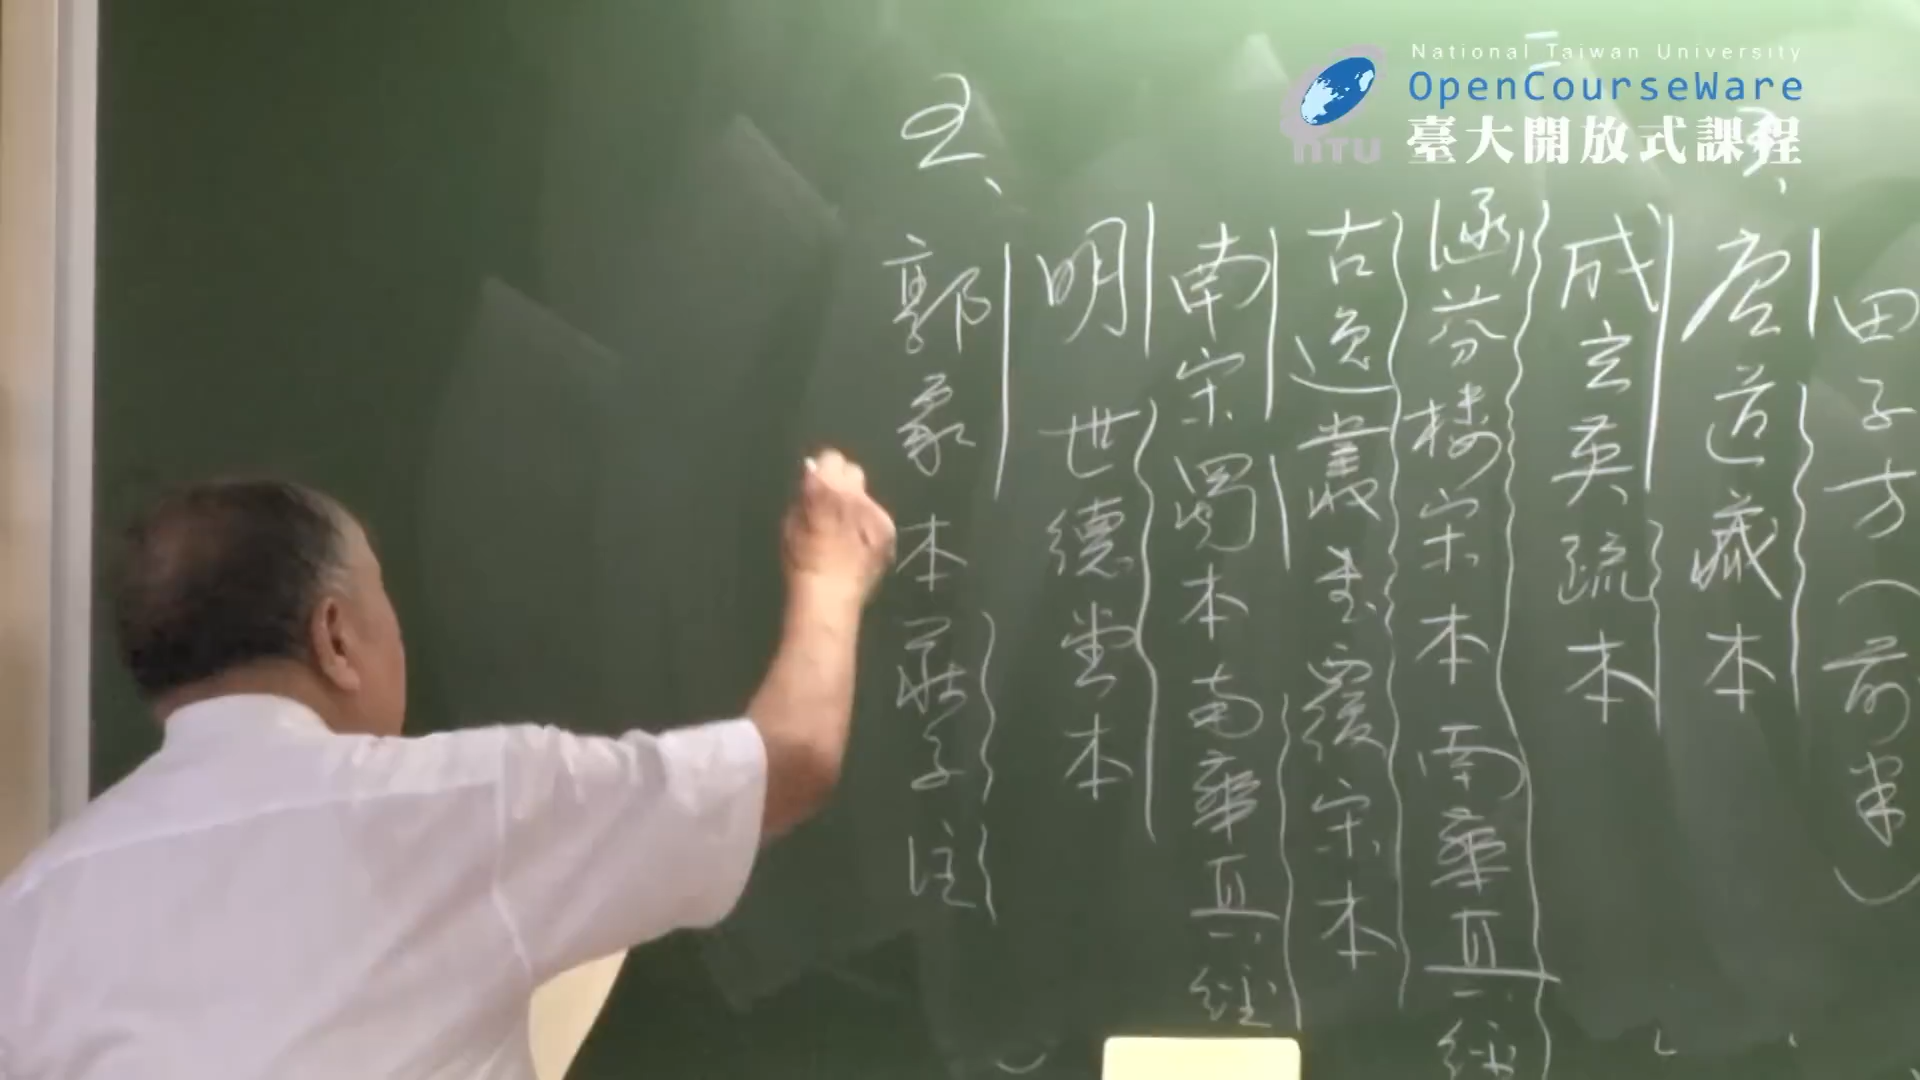 National Taiwan University
OpenCourseWare
臺大開放式課程
NTU
田子方（前半）
唐道藏本
成玄英疏本
涵芬楼宋本南華真經
古逸叢書覆宋本
南宋蜀本南華真經
明世德堂本
五、
郭象本莊子注